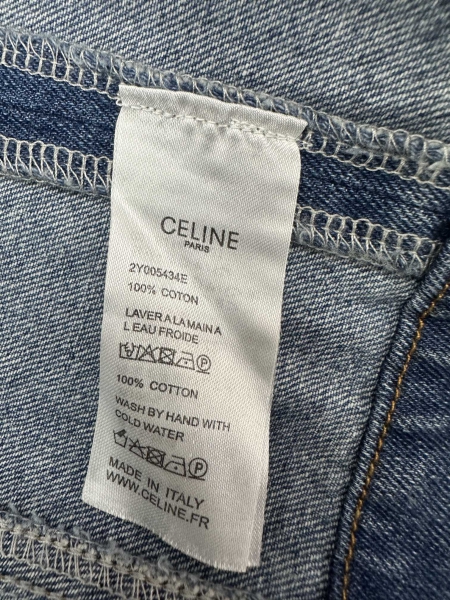 CELINE
PARIS
2Y005434E
100% COTON
LAVER A LA MAIN A
L EAU FROIDE
P
100% COTTON
WASH BY HAND WITH
COLD WATER
P
MADE IN ITALY
WWW.CELINE.FR